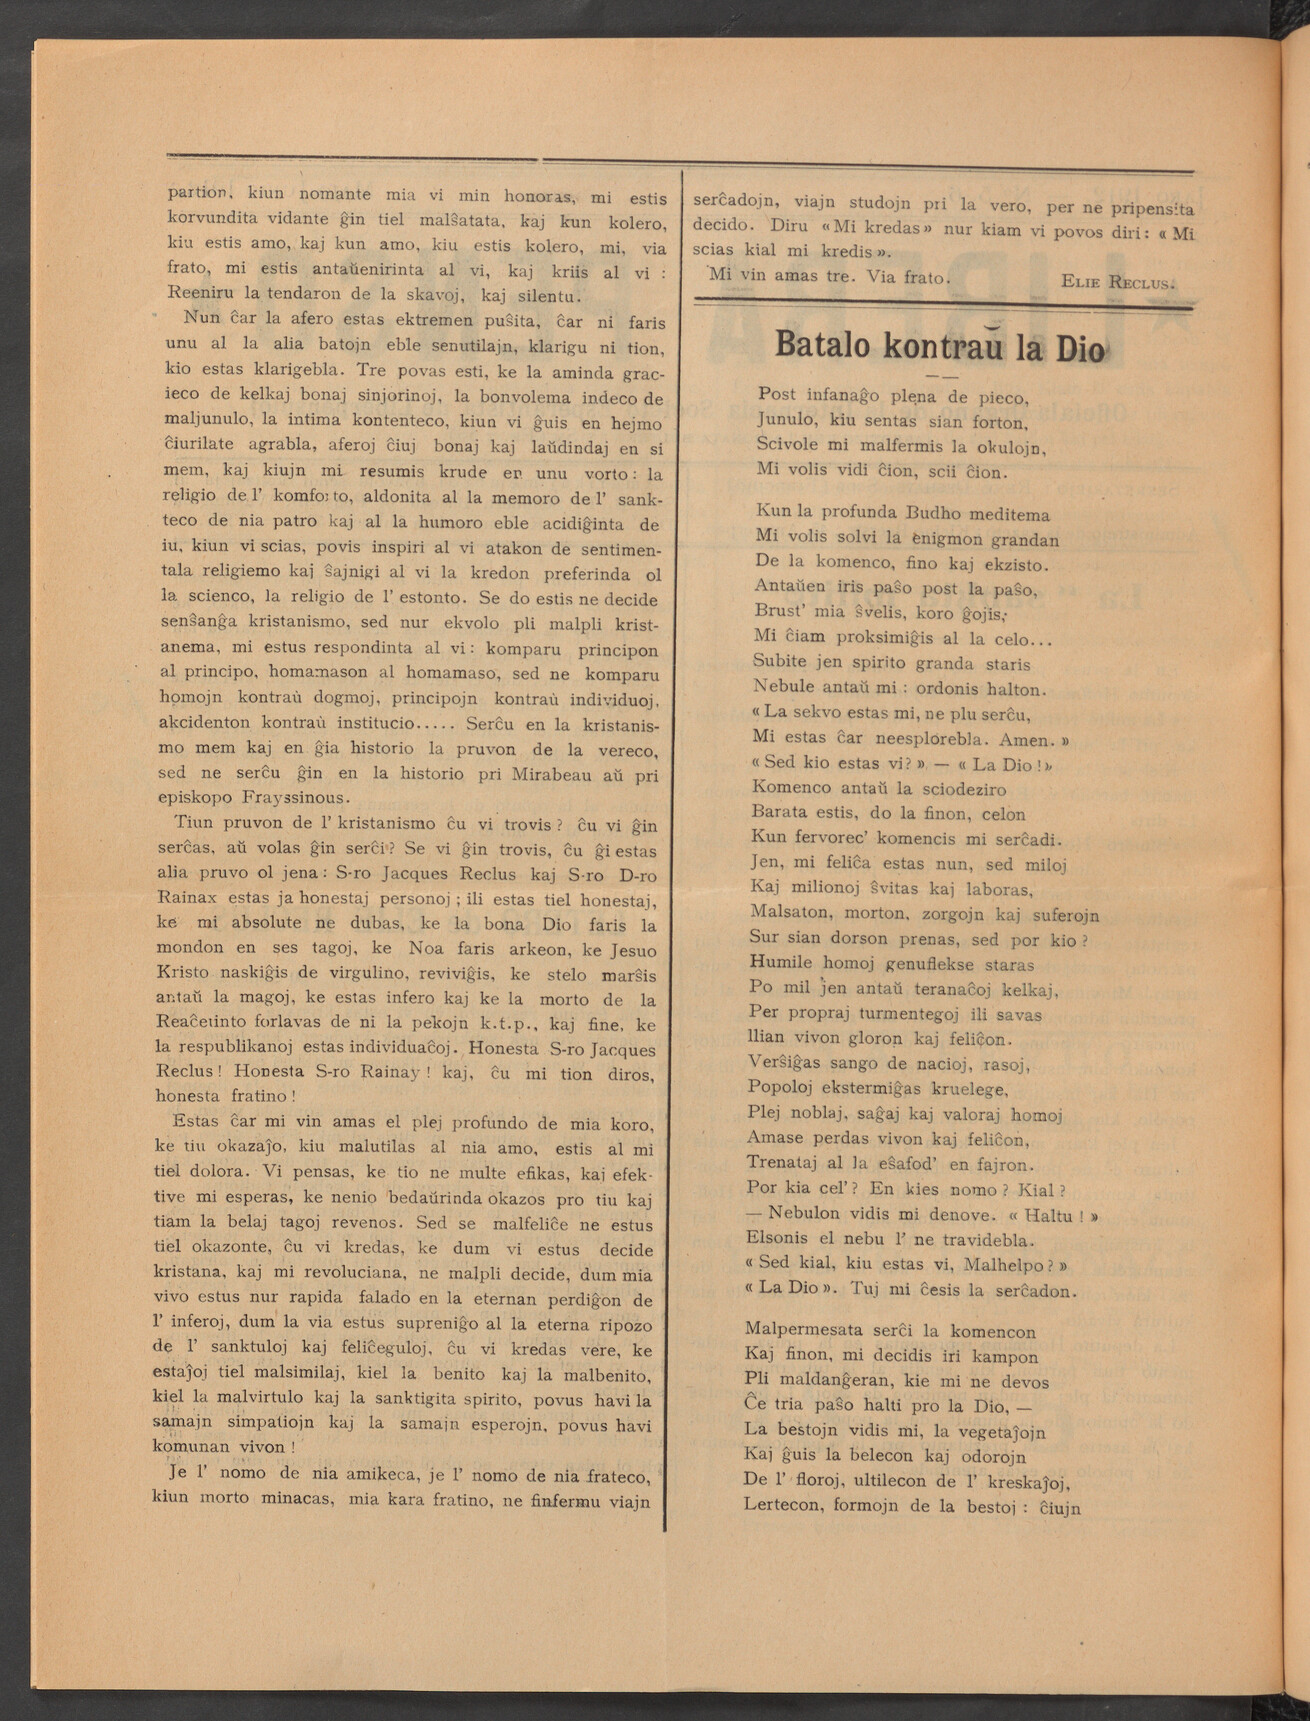 partion, kiun nomante mia vi min honoras, mi estis
korvundita vidante ĝin tiel malŝatata, kaj kun kolero,
kiu estis amo, kaj kun amo, kiu estis kolero, mi, via
frato, mi estis antaŭenirinta al vi, kaj kriis al vi :
Reeniru la tendaron de la skavoj, kaj silentu.
Nun ĉar la afero estas ektremen puŝita, ĉar ni faris
unu al la alia batojn eble senutilajn, klarigu ni tion,
kio estas klarigebla. Tre povas esti, ke la aminda grac-
ieco de kelkaj bonaj sinjorinoj, la bonvolema indeco de
maljunulo, la intima kontenteco, kiun vi ĝuis en hejmo
ĉiurilate agrabla, aferoj ĉiuj bonaj kaj laŭdindaj en si
mem, kaj kiujn mi resumis krude en unu vorto : la
religio de l' komforto, aldonita al la memoro de l' sank-
teco de nia patro kaj al la humoro eble acidiĝinta de
iu, kiun vi scias, povis inspiri al vi atakon de sentimen-
tala religiemo kaj ŝajnigi al vi la kredon preferinda ol
la scienco, la religio de l' estonto. Se do estis ne decide
senŝanĝa kristanismo, sed nur ekvolo pli malpli krist-
anema, mi estus respondinta al vi : komparu principon
al principo, homamason al homamaso, sed ne komparu
homojn kontraù dogmoj, principojn kontraù individuoj,
akcidenton kontraù institucio..... Serĉu en la kristanis-
mo mem kaj en ĝia historio la pruvon de la vereco,
sed ne serĉu ĝin en la historio pri Mirabeau aŭ pri
episkopo Frayssinous.
Tiun pruvon de l' kristanismo ĉu vi trovis ? ĉu vi ĝin
serĉas, aŭ volas ĝin serĉi ? Se vi ĝin trovis, ĉu ĝi estas
alia pruvo ol jena : S-ro Jacques Reclus kaj S-ro D-ro
Rainax estas ja honestaj personoj ; ili estas tiel honestaj,
ke mi absolute ne dubas, ke la bona Dio faris la
mondon en ses tagoj, ke Noa faris arkeon, ke Jesuo
Kristo naskiĝis de virgulino, reviviĝis, ke stelo marŝis
antaŭ la magoj, ke estas infero kaj ke la morto de la
Reaĉetinto forlavas de ni la pekojn k.t.p., kaj fine, ke
la respublikanoj estas individuaĉoj. Honesta S-ro Jacques
Reclus ! Honesta S-ro Rainay ! kaj, ĉu mi tion diros,
honesta fratino !
Estas ĉar mi vin amas el plej profundo de mia koro,
ke tiu okazaĵo, kiu malutilas al nia amo, estis al mi
tiel dolora. Vi pensas, ke tio ne multe efikas, kaj efek-
tive mi esperas, ke nenio bedaŭrinda okazos pro tiu kaj
tiam la belaj tagoj revenos. Sed se malfeliĉe ne estus
tiel okazonte, ĉu vi kredas, ke dum vi estus decide
kristana, kaj mi revoluciana, ne malpli decide, dum mia
vivo estus nur rapida falado en la eternan perdiĝon de
l' inferoj, dum la via estus supreniĝo al la eterna ripozo
de l' sanktuloj kaj feliĉeguloj, ĉu vi kredas vere, ke
estaĵoj tiel malsimilaj, kiel la benito kaj la malbenito,
kiel la malvirtulo kaj la sanktigita spirito, povus havi la
samajn simpatiojn kaj la samajn esperojn, povus havi
komunan vivon !
Je l' nomo de nia amikeca, je l' nomo de nia frateco,
kiun morto minacas, mia kara fratino, ne finfermu viajn
serĉadojn, viajn studojn pri la vero, per ne pripensita
decido. Diru « Mi kredas » nur kiam vi povos diri : « Mi
scias kial mi kredis ».
Mi vin amas tre. Via frato. ELIE RECLUS.
Batalo kontraŭ la Dio
Post infanaĝo plena de pieco,
Junulo, kiu sentas sian forton,
Scivole mi malfermis la okulojn,
Mi volis vidi ĉion, scii ĉion.
Kun la profunda Budho meditema
Mi volis solvi la enigmon grandan
De la komenco, fino kaj ekzisto.
Antaŭen iris paŝo post la paŝo,
Brust' mia ŝvelis, koro ĝojis,
Mi ĉiam proksimiĝis al la celo...
Subite jen spirito granda staris
Nebule antaŭ mi : ordonis halton.
« La sekvo estas mi, ne plu serĉu,
Mi estas ĉar neesplorebla. Amen. »
« Sed kio estas vi ? » — « La Dio ! »
Komenco antaŭ la sciodeziro
Barata estis, do la finon, celon
Kun fervorec' komencis mi serĉadi.
Jen, mi feliĉa estas nun, sed miloj
Kaj milionoj ŝvitas kaj laboras,
Malsaton, morton, zorgojn kaj suferojn
Sur sian dorson prenas, sed por kio ?
Humile homoj genuflekse staras
Po mil jen antaŭ teranaĉoj kelkaj,
Per propraj turmentegoj ili savas
Ilian vivon gloron kaj feliĉon.
Verŝiĝas sango de nacioj, rasoj,
Popoloj ekstermiĝas kruelege,
Plej noblaj, saĝaj kaj valoraj homoj
Amase perdas vivon kaj feliĉon,
Trenataj al la eŝafod' en fajron.
Por kia cel' ? En kies nomo ? Kial ?
— Nebulon vidis mi denove. « Haltu ! »
Elsonis el nebu l' ne travidebla.
« Sed kial, kiu estas vi, Malhelpo ? »
« La Dio ». Tuj mi ĉesis la serĉadon.
Malpermesata serĉi la komencon
Kaj finon, mi decidis iri kampon
Pli maldanĝeran, kie mi ne devos
Ĉe tria paŝo halti pro la Dio, —
La bestojn vidis mi, la vegetaĵojn
Kaj ĝuis la belecon kaj odorojn
De l' floroj, ultilecon de l' kreskaĵoj,
Lertecon, formojn de la bestoj : ĉiujn